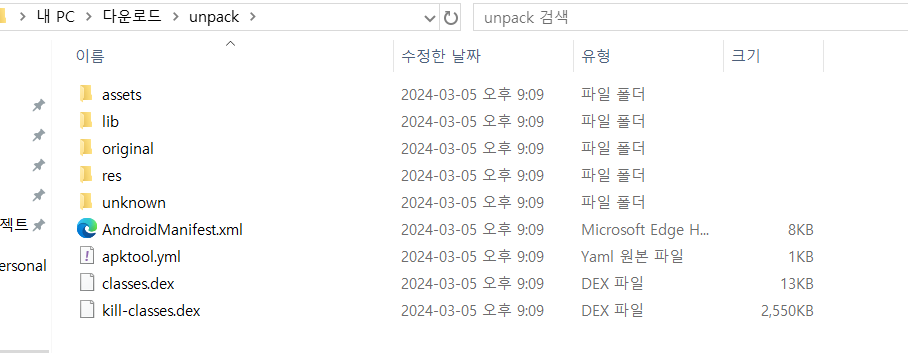 내 PC > 다운로드 > unpack > unpack 검색
이름 수정한 날짜 유형 크기
assets 2024-03-05 오후 9:09 파일 폴더
lib 2024-03-05 오후 9:09 파일 폴더
original 2024-03-05 오후 9:09 파일 폴더
res 2024-03-05 오후 9:09 파일 폴더
unknown 2024-03-05 오후 9:09 파일 폴더
젝트 AndroidManifest.xml 2024-03-05 오후 9:09 Microsoft Edge H... 8KB
apktool.yml 2024-03-05 오후 9:09 Yaml 원본 파일 1KB
ersonal classes.dex 2024-03-05 오후 9:09 DEX 파일 13KB
kill-classes.dex 2024-03-05 오후 9:09 DEX 파일 2,550KB